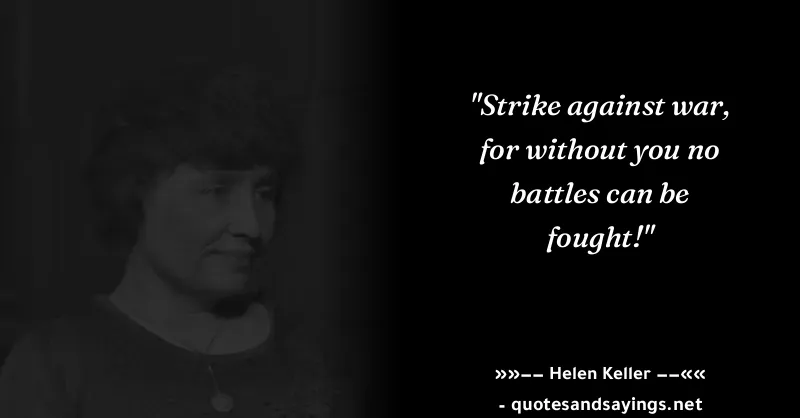 "Strike against war,
for without you no
battles can be
fought!"
»»−− Helen Keller −−««
- quotesandsayings.net